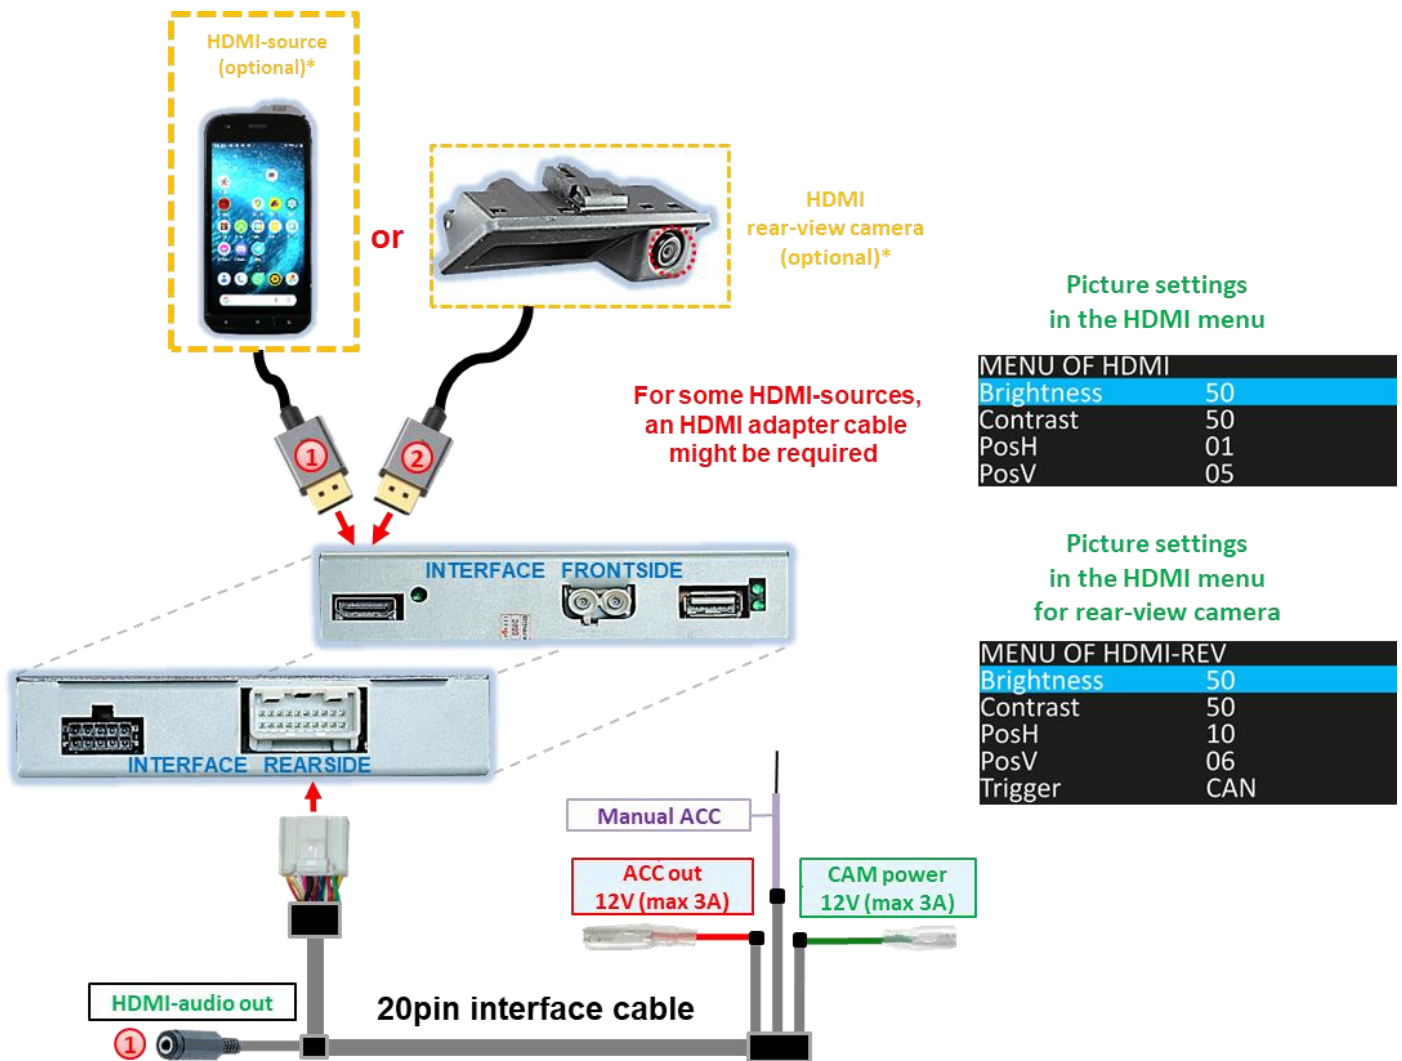 HDMI-source
(optional)*
or
HDMI
rear-view camera
(optional)*
For some HDMI-sources,
an HDMI adapter cable
might be required
1
2
Picture settings
in the HDMI menu
MENU OF HDMI
Brightness 50
Contrast 50
PosH 01
PosV 05
Picture settings
in the HDMI menu
for rear-view camera
MENU OF HDMI-REV
Brightness 50
Contrast 50
PosH 10
PosV 06
Trigger CAN
INTERFACE FRONTSIDE
INTERFACE REARSIDE
Manual ACC
ACC out
12V (max 3A)
CAM power
12V (max 3A)
HDMI-audio out
1
20pin interface cable